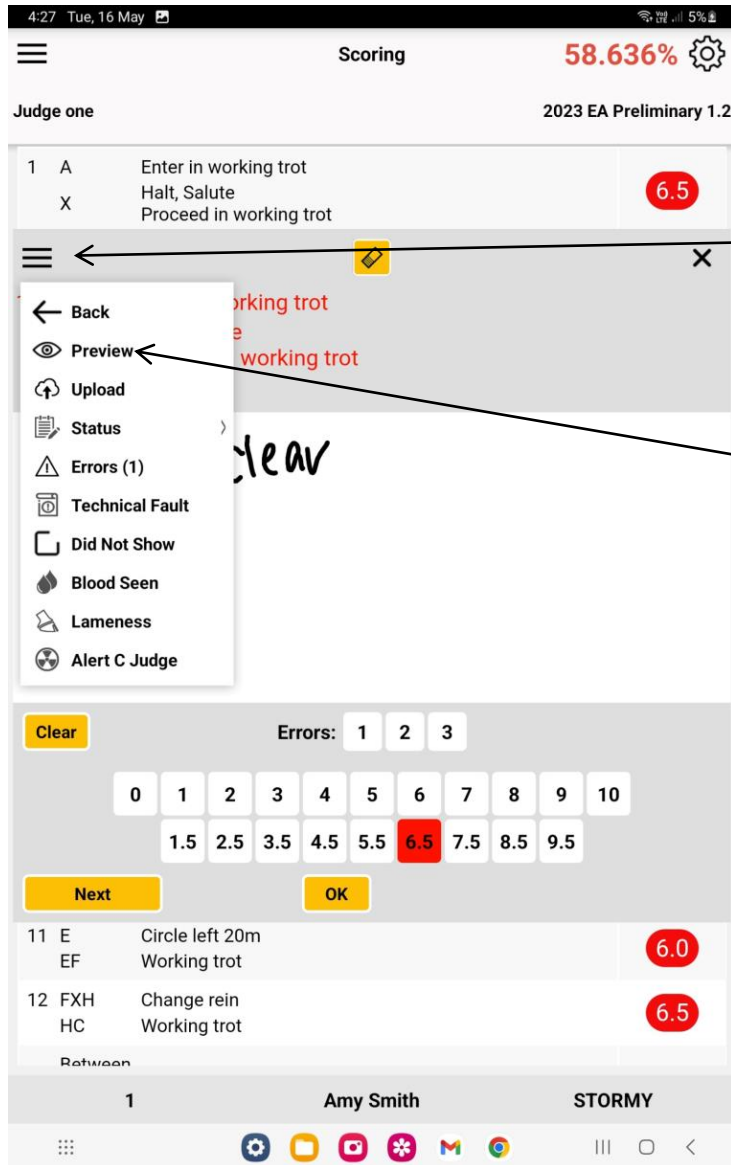 4:27 Tue, 16 May 5%
Scoring 58.636%
Judge one 2023 EA Preliminary 1.2
1 A Enter in working trot
X Halt, Salute
Proceed in working trot
6.5
orking trot
e
working trot
Back
Preview
Upload
Status
Errors (1)
Technical Fault
Did Not Show
Blood Seen
Lameness
Alert C Judge
clear
Clear Errors: 1 2 3
0 1 2 3 4 5 6 7 8 9 10
1.5 2.5 3.5 4.5 5.5 6.5 7.5 8.5 9.5
Next OK
11 E Circle left 20m
EF Working trot
6.0
12 FXH Change rein
HC Working trot
6.5
Between
1 Amy Smith STORMY